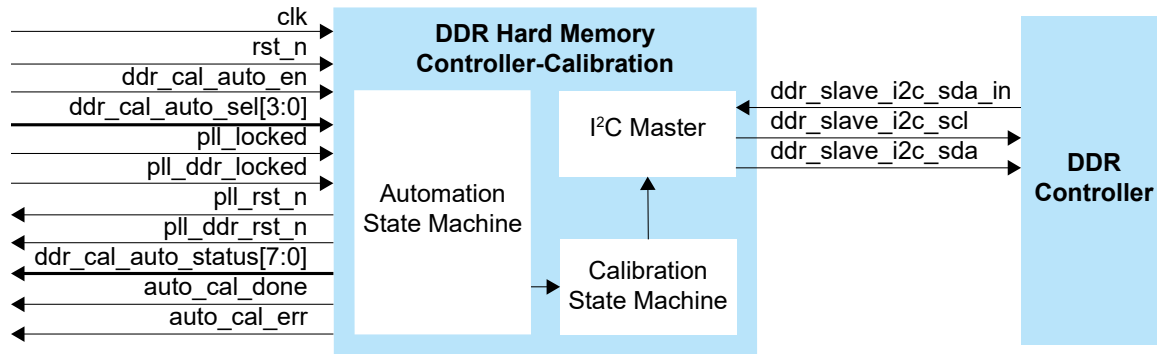 clk
rst_n
ddr_cal_auto_en
ddr_cal_auto_sel[3:0]
pll_locked
pll_ddr_locked
pll_rst_n
pll_ddr_rst_n
ddr_cal_auto_status[7:0]
auto_cal_done
auto_cal_err
DDR Hard Memory
Controller-Calibration
Automation
State Machine
I²C Master
Calibration
State Machine
ddr_slave_i2c_sda_in
ddr_slave_i2c_scl
ddr_slave_i2c_sda
DDR
Controller